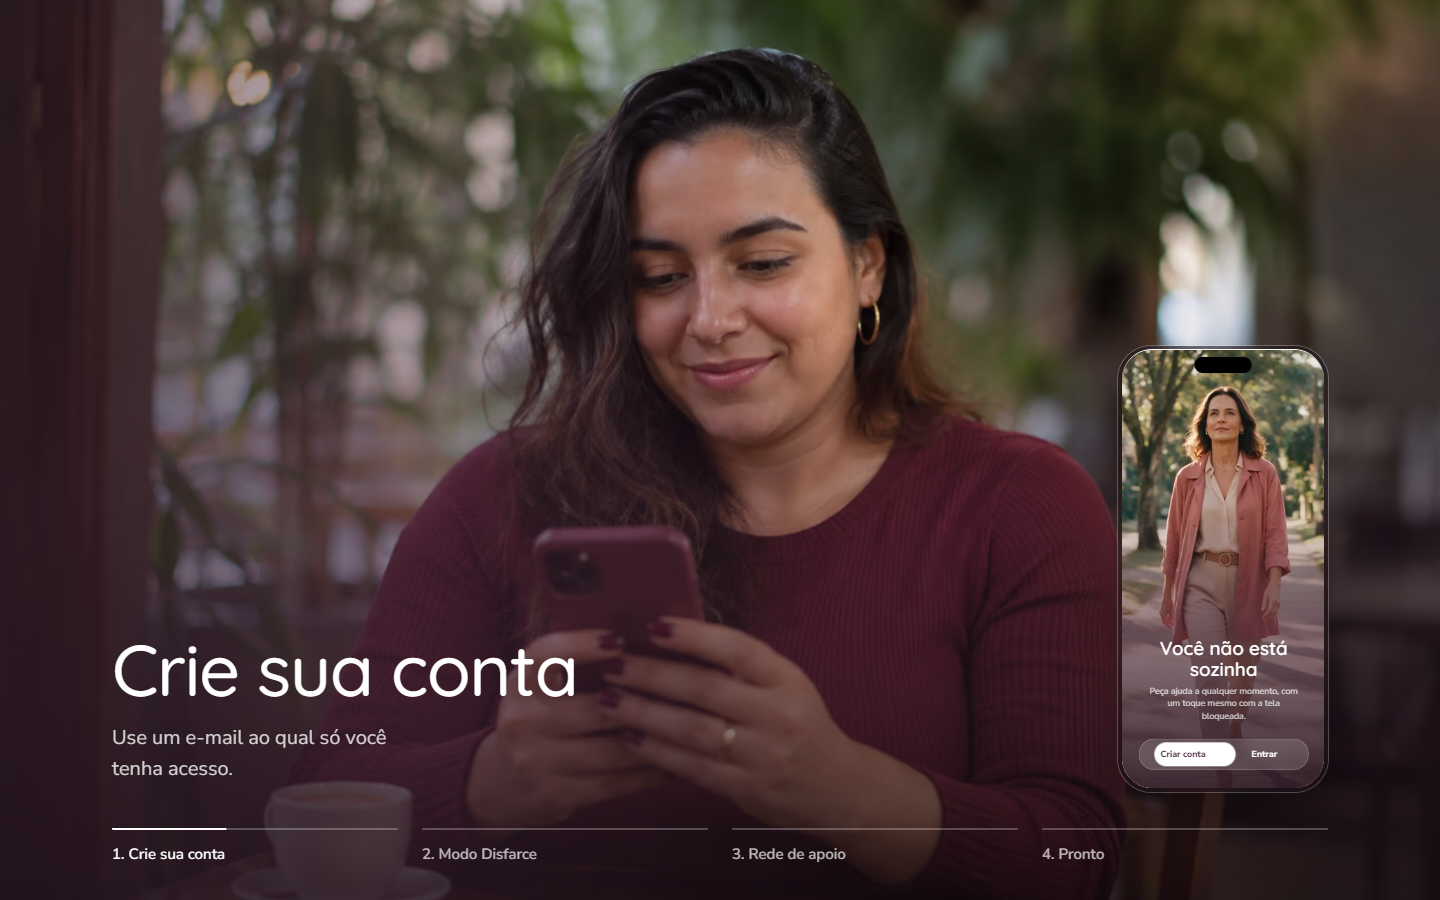 Crie sua conta
Use um e-mail ao qual só você
tenha acesso.
Você não está
sozinha
Peça ajuda a qualquer momento, com
um toque mesmo com a tela
bloqueada.
Criar conta
Entrar
1. Crie sua conta
2. Modo Disfarce
3. Rede de apoio
4. Pronto